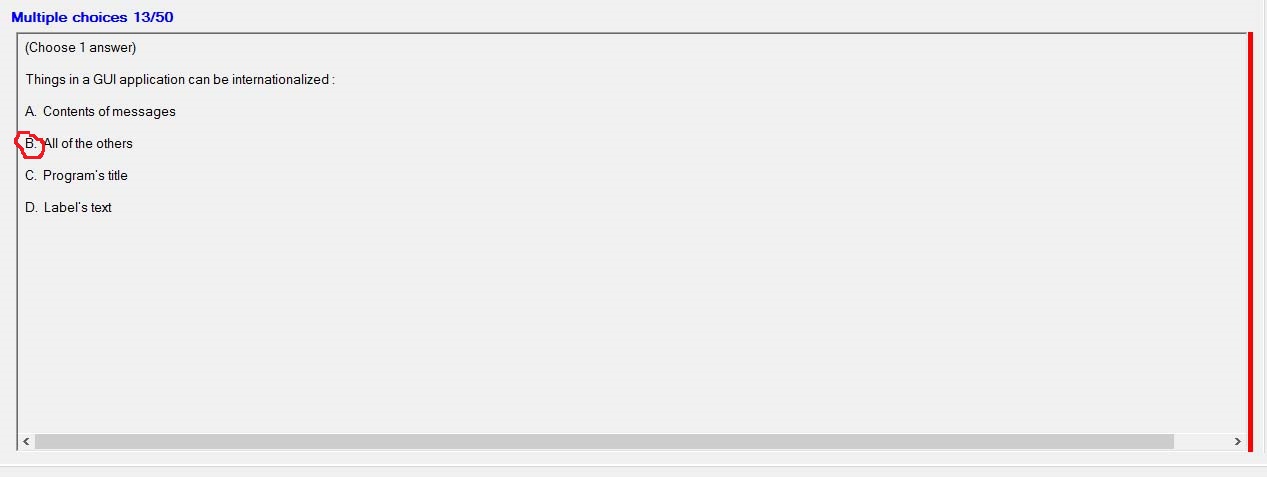 Multiple choices 13/50
(Choose 1 answer)
Things in a GUI application can be internationalized :
A. Contents of messages
B. All of the others
C. Program's title
D. Label's text